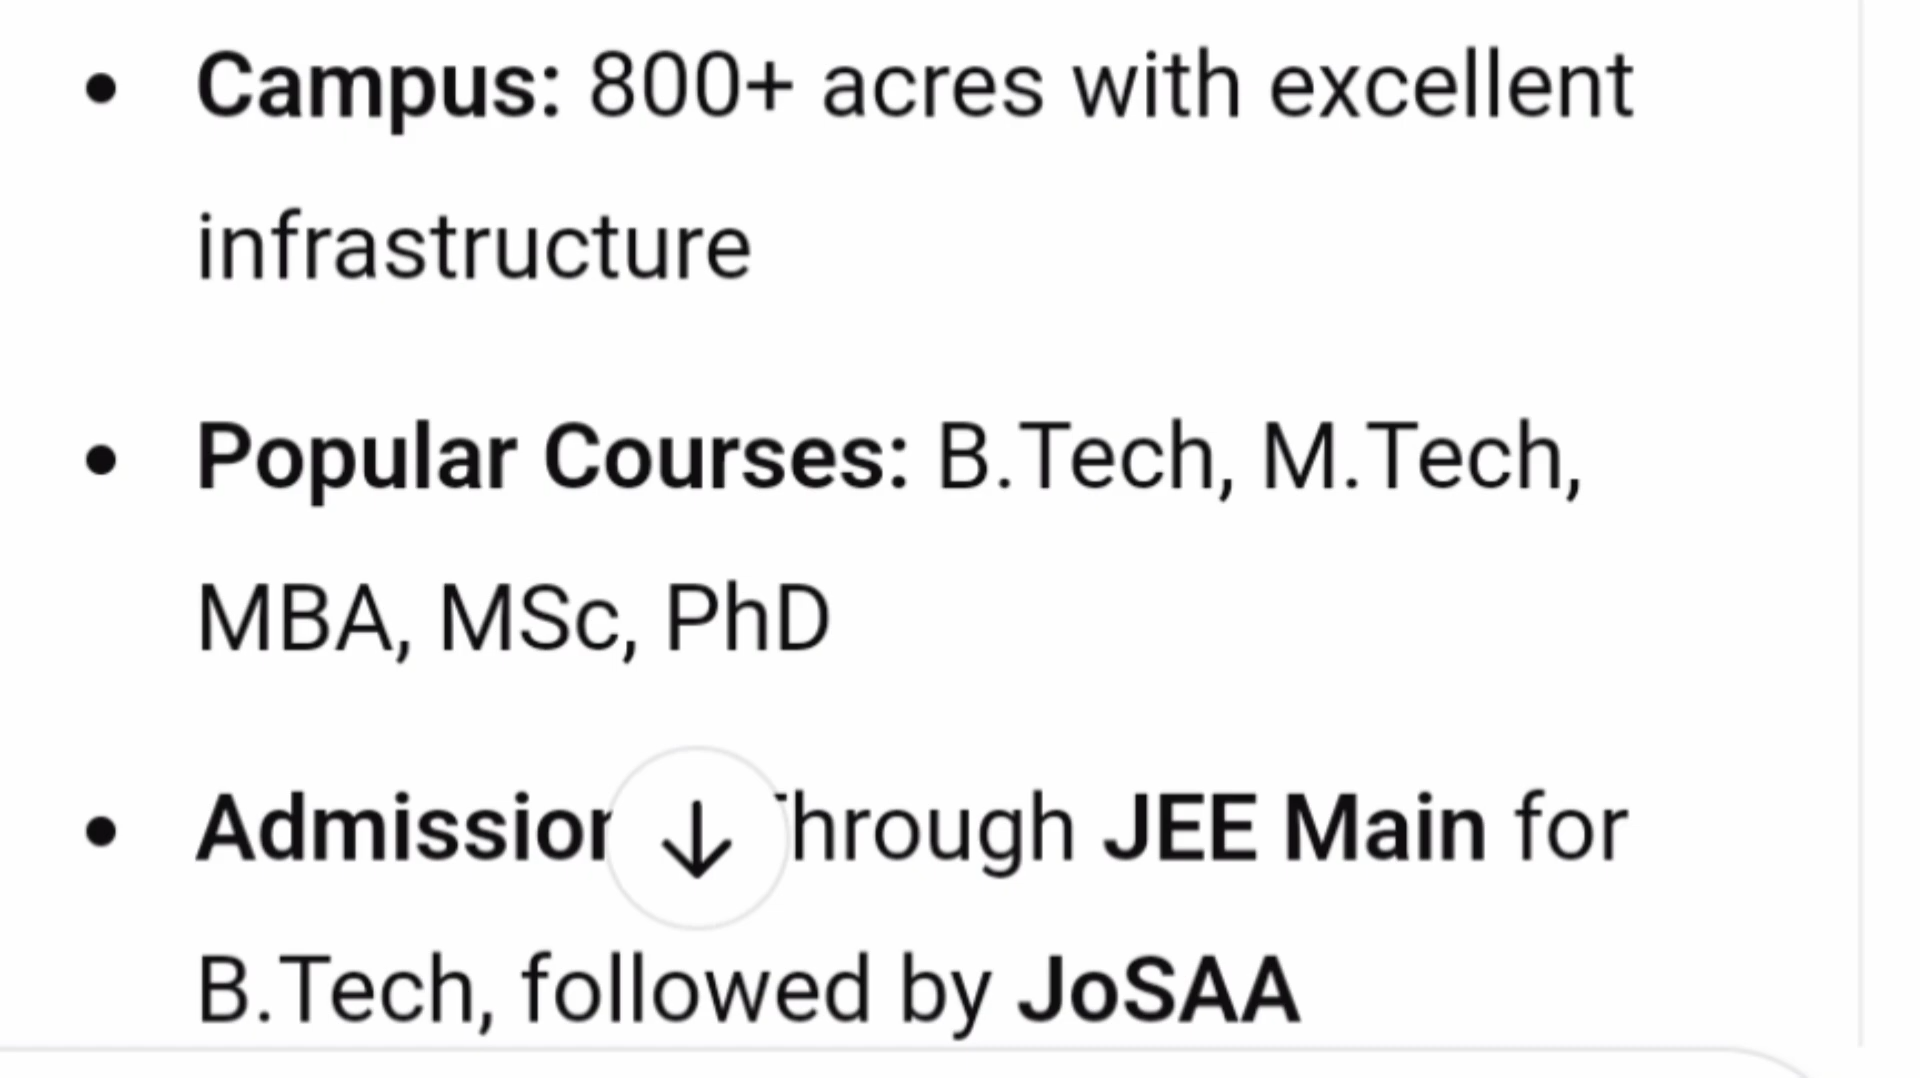 • Campus: 800+ acres with excellent
infrastructure
• Popular Courses: B.Tech, M.Tech,
MBA, MSc, PhD
• through JEE Main for
B.Tech, followed by JoSAA